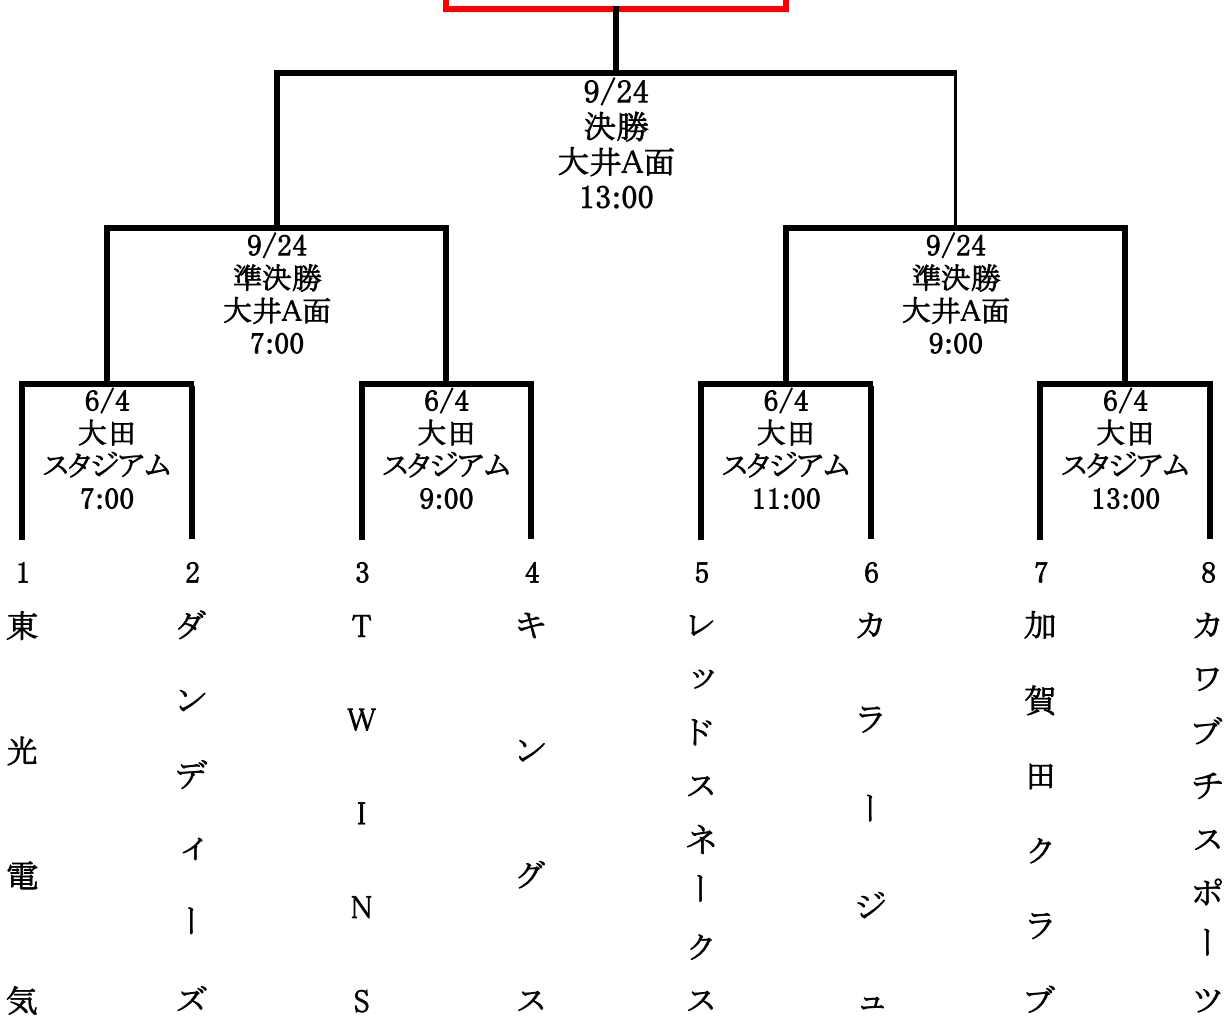 9/24
決勝
大井A面
13:00
9/24
準決勝
大井A面
7:00
9/24
準決勝
大井A面
9:00
6/4
大田
スタジアム
7:00
6/4
大田
スタジアム
9:00
6/4
大田
スタジアム
11:00
6/4
大田
スタジアム
13:00
1
2
3
4
5
6
7
8
東光電気
ダンディーズ
TWINS
キングス
レッドスネークス
カラージュ
加賀田クラブ
カワブチスポーツ